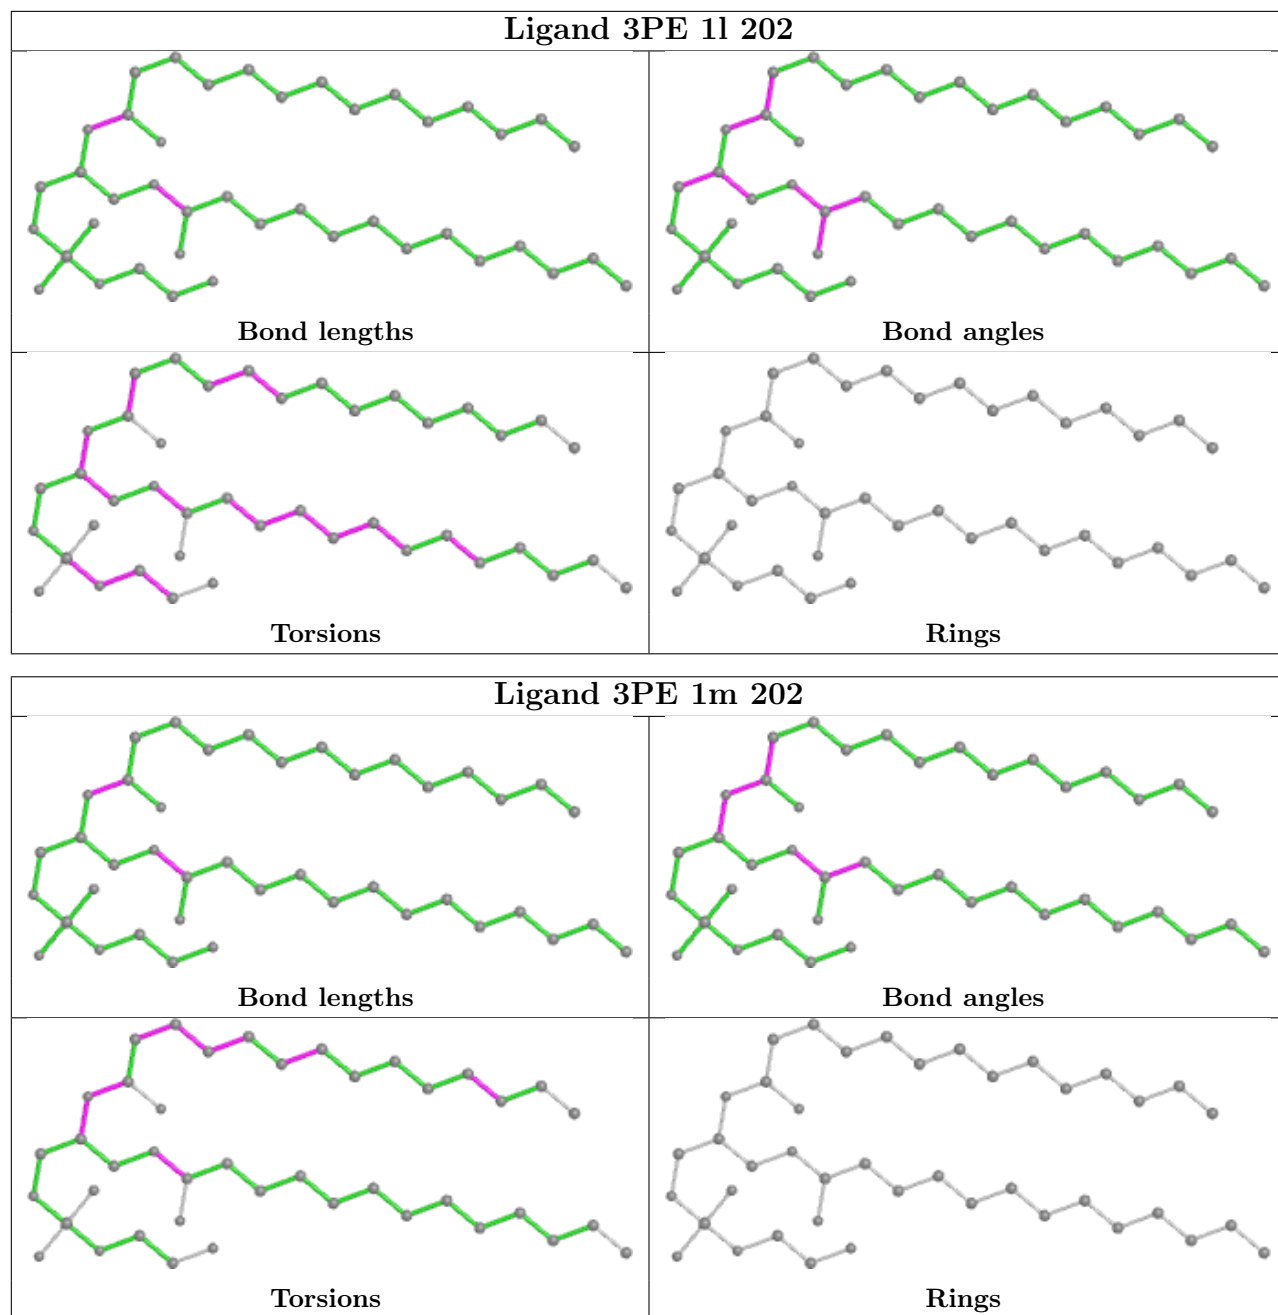 Ligand 3PE 1l 202
Bond lengths
Bond angles
Torsions
Rings
Ligand 3PE 1m 202
Bond lengths
Bond angles
Torsions
Rings